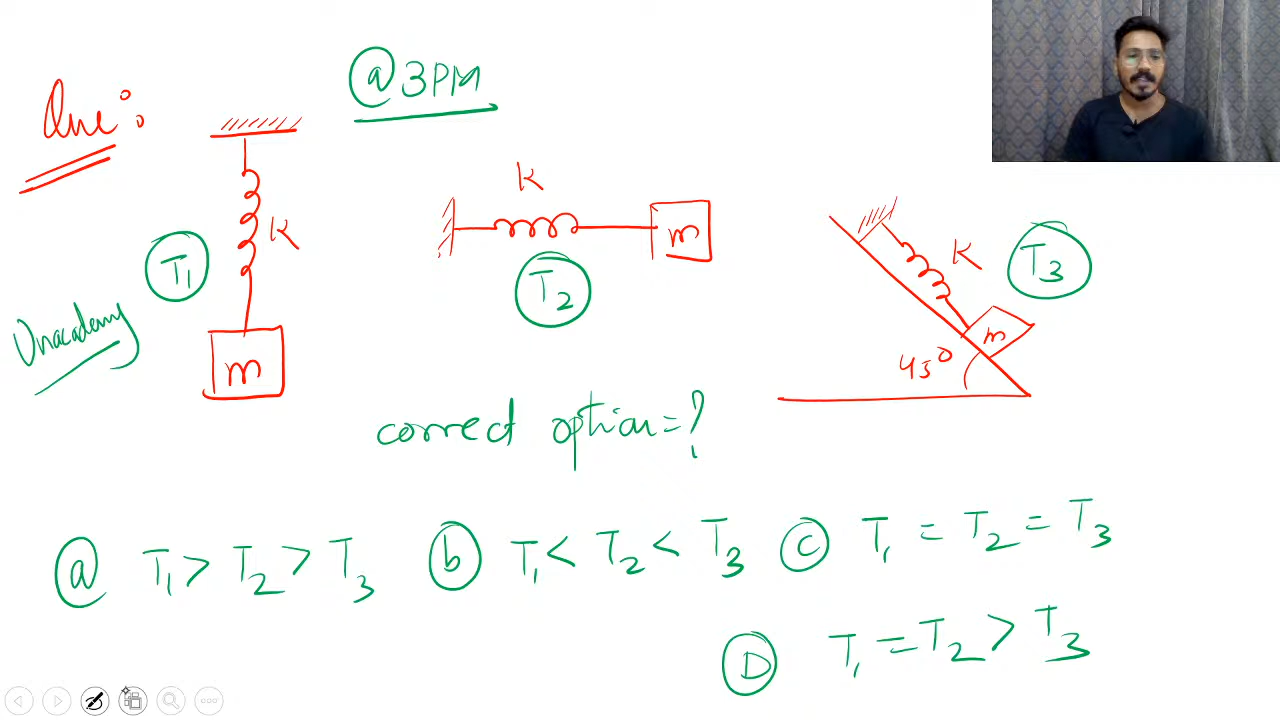 Que:
@ 3PM
K
T1
m
K
T2
m
K
T3
m
45°
Unacademy
correct option = ?
(a) T1 > T2 > T3
(b) T1 < T2 < T3
(c) T1 = T2 = T3
(D) T1 = T2 > T3